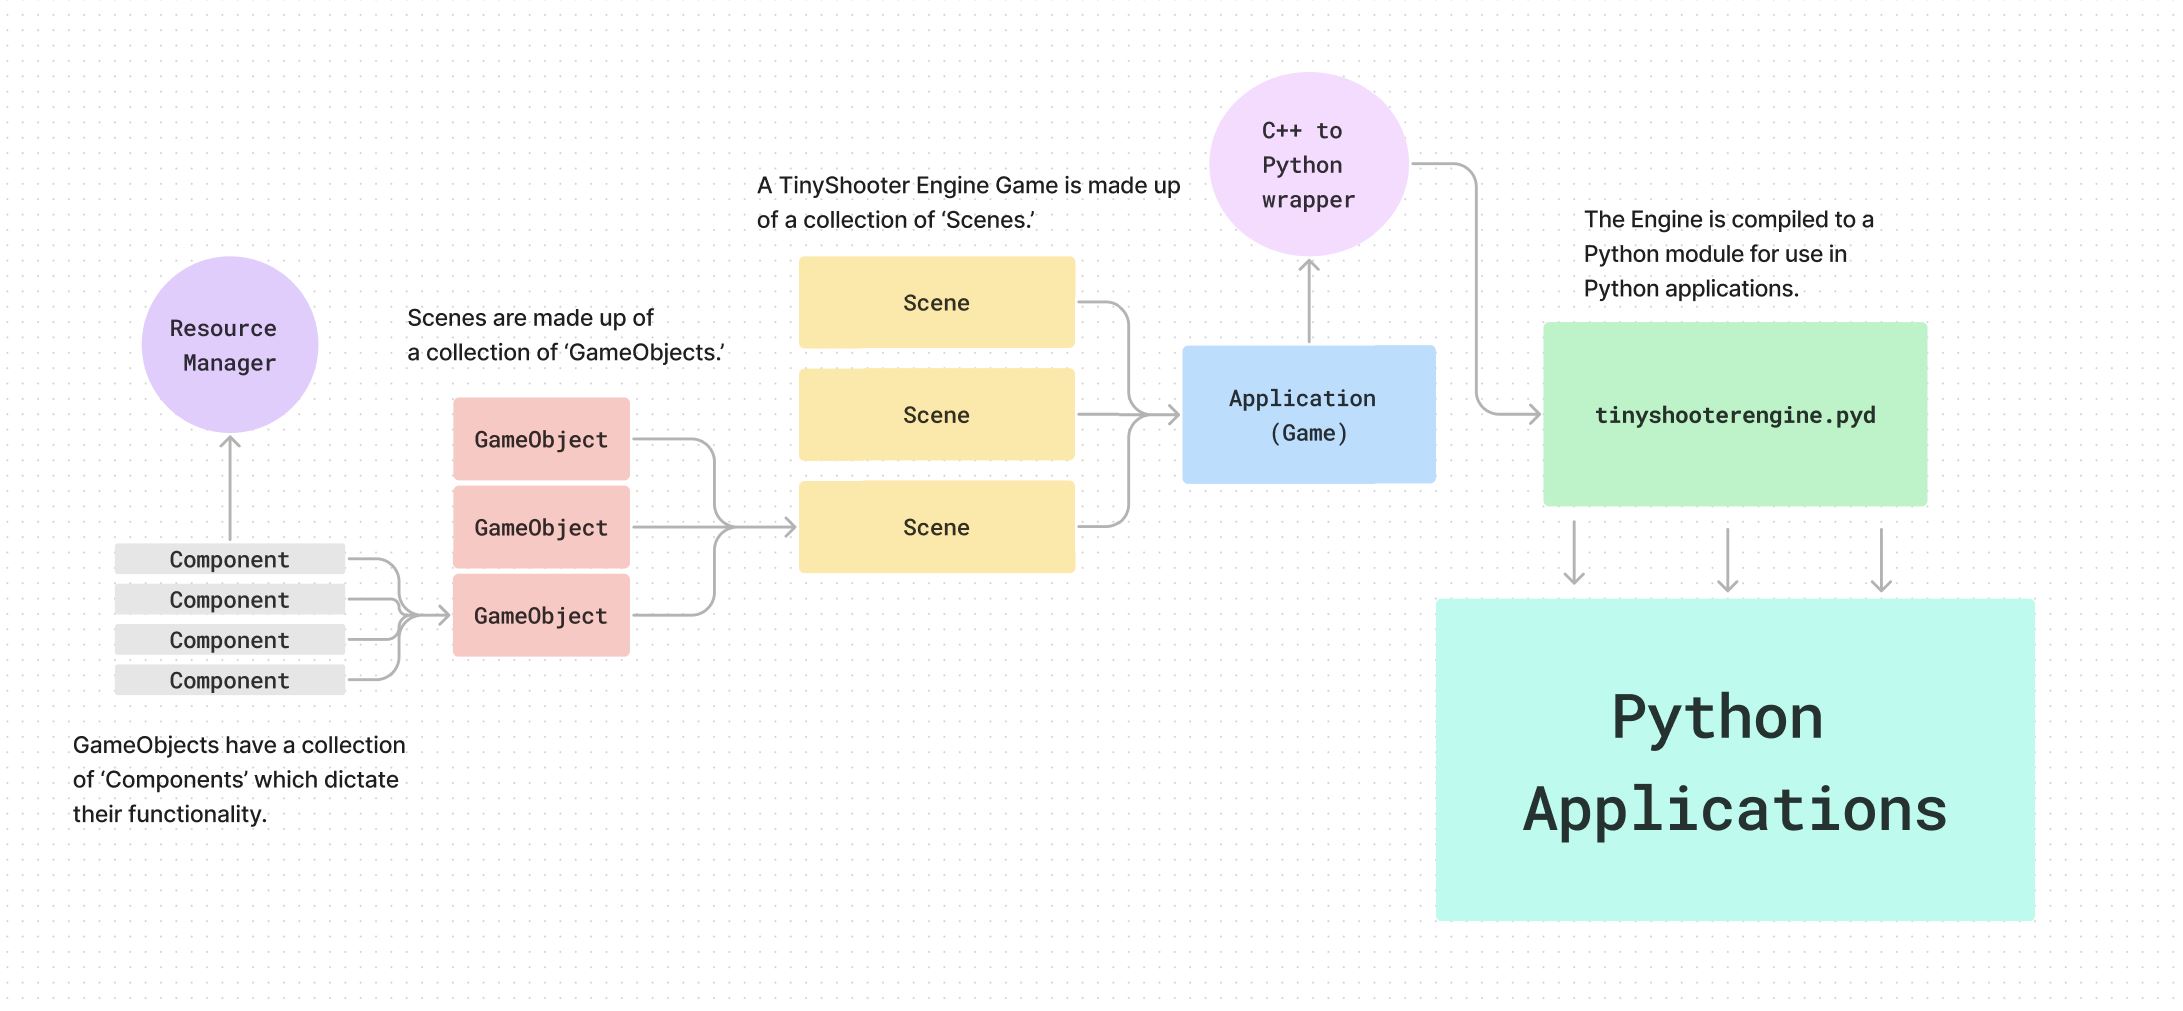 Resource
Manager
Component
Component
Component
Component
GameObjects have a collection
of ‘Components’ which dictate
their functionality.
Scenes are made up of
a collection of ‘GameObjects.’
GameObject
GameObject
GameObject
A TinyShooter Engine Game is made up
of a collection of ‘Scenes.’
Scene
Scene
Scene
C++ to
Python
wrapper
Application
(Game)
The Engine is compiled to a
Python module for use in
Python applications.
tinyshooterengine.pyd
Python
Applications